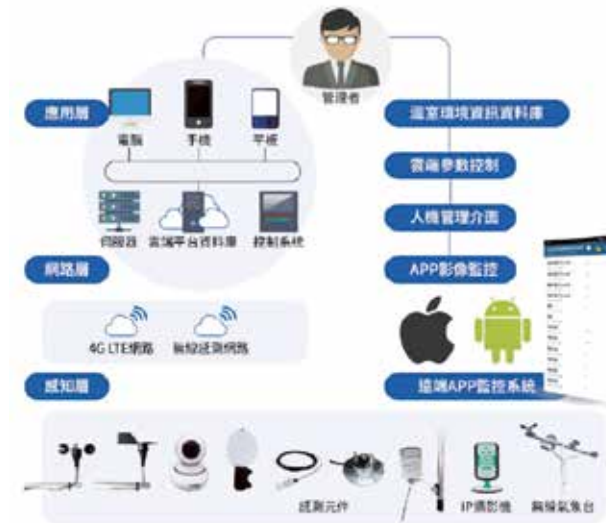 管理者
應用層
電腦
手機
平板
伺服器
雲端平台資料庫
控制系統
網路層
4G LTE網路
無線感測網路
感知層
感測元件
IP攝影機
無線氣象台
溫室環境資訊資料庫
雲端參數控制
人機管理介面
APP影像監控
遠端APP監控系統